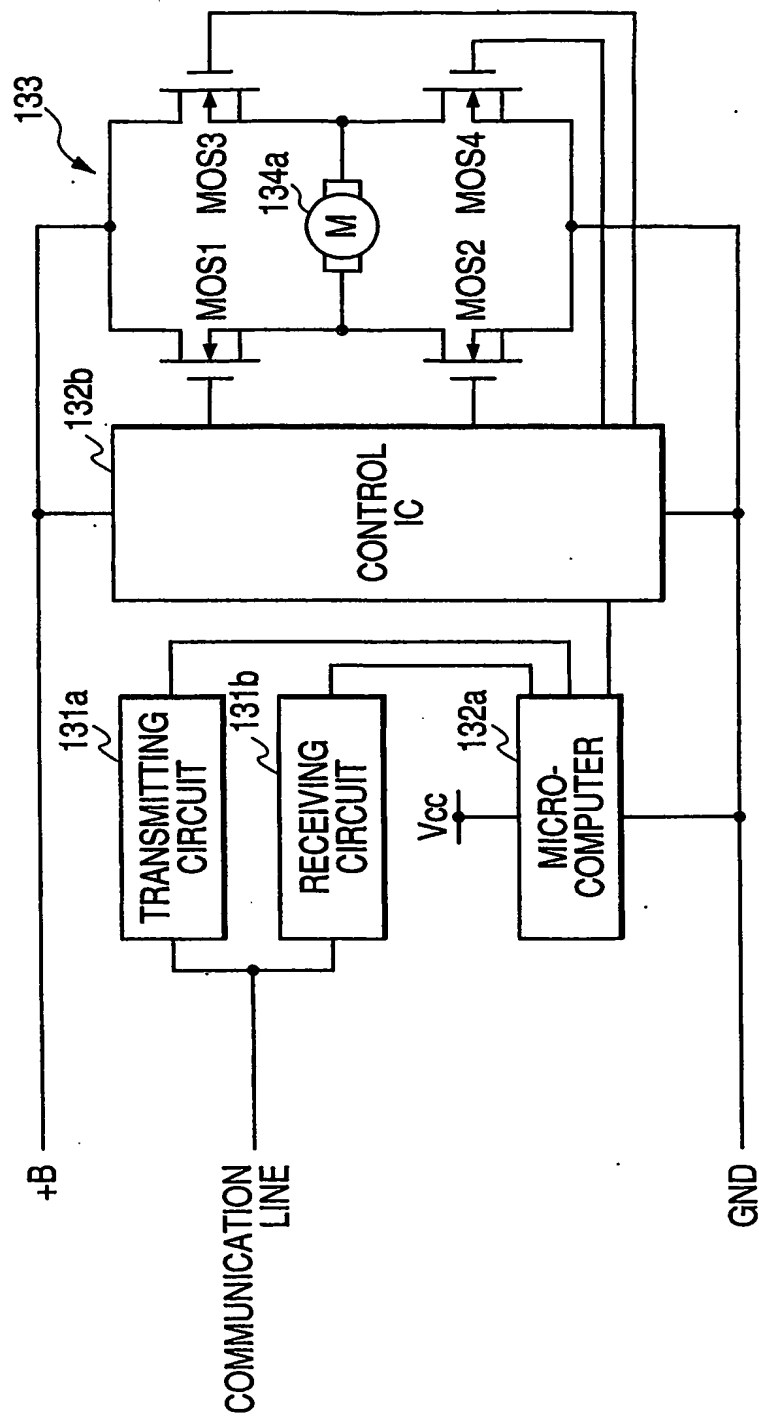 +B
COMMUNICATION
LINE
GND
131a
TRANSMITTING
CIRCUIT
131b
RECEIVING
CIRCUIT
Vcc
132a
MICRO-
COMPUTER
132b
CONTROL
IC
133
MOS1
MOS3
134a
M
MOS2
MOS4